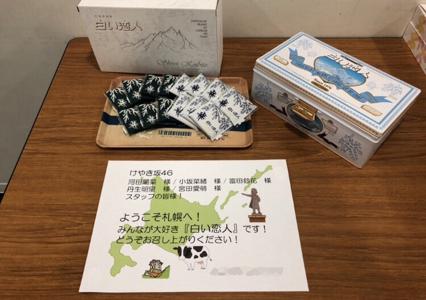 白い恋人
Shiroi Koibito
けやき坂46
河田陽菜 様 / 小坂菜緒 様 / 富田鈴花 様
丹生明里 様 / 宮田愛萌 様
スタッフの皆様！
ようこそ札幌へ！
みんなが大好き『白い恋人』です！
どうぞお召し上がりください！